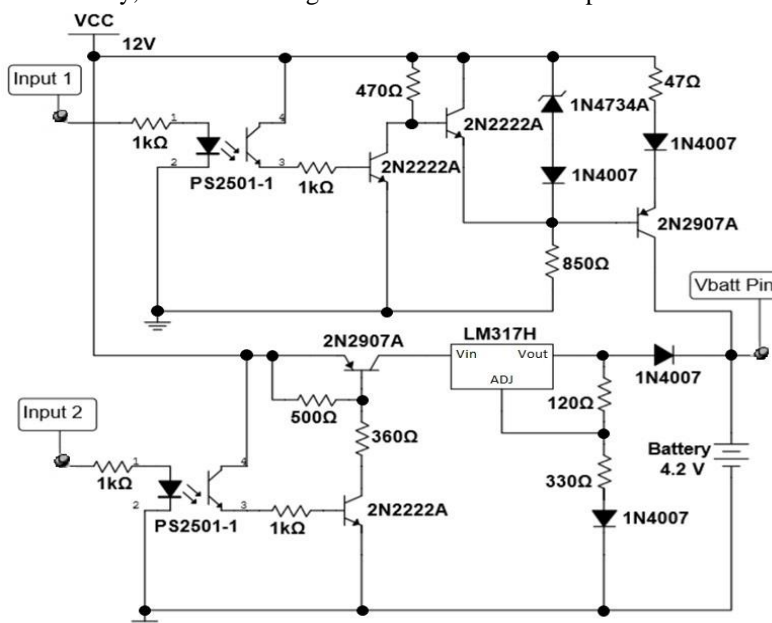 VCC
12V
Input 1
1kΩ
1
2
4
3
PS2501-1
1kΩ
470Ω
2N2222A
2N2222A
1N4734A
1N4007
850Ω
47Ω
1N4007
2N2907A
Vbatt Pin
2N2907A
LM317H
Vin
Vout
ADJ
1N4007
500Ω
360Ω
120Ω
330Ω
1N4007
Battery
4.2 V
Input 2
1kΩ
1
2
4
3
PS2501-1
1kΩ
2N2222A